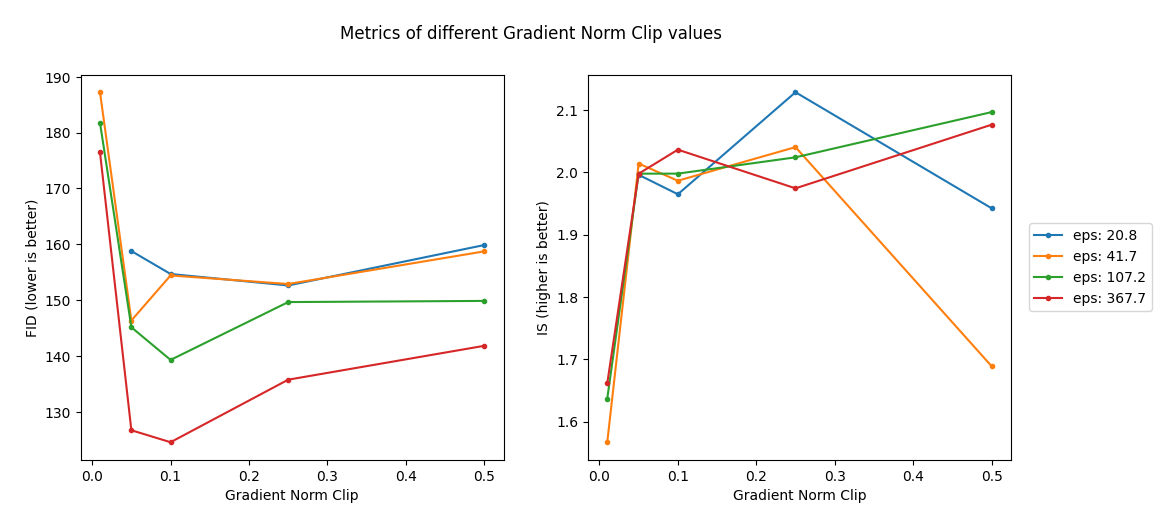 Metrics of different Gradient Norm Clip values
FID (lower is better)
190
180
170
160
150
140
130
0.0 0.1 0.2 0.3 0.4 0.5
Gradient Norm Clip
IS (higher is better)
2.1
2.0
1.9
1.8
1.7
1.6
0.0 0.1 0.2 0.3 0.4 0.5
Gradient Norm Clip
eps: 20.8
eps: 41.7
eps: 107.2
eps: 367.7